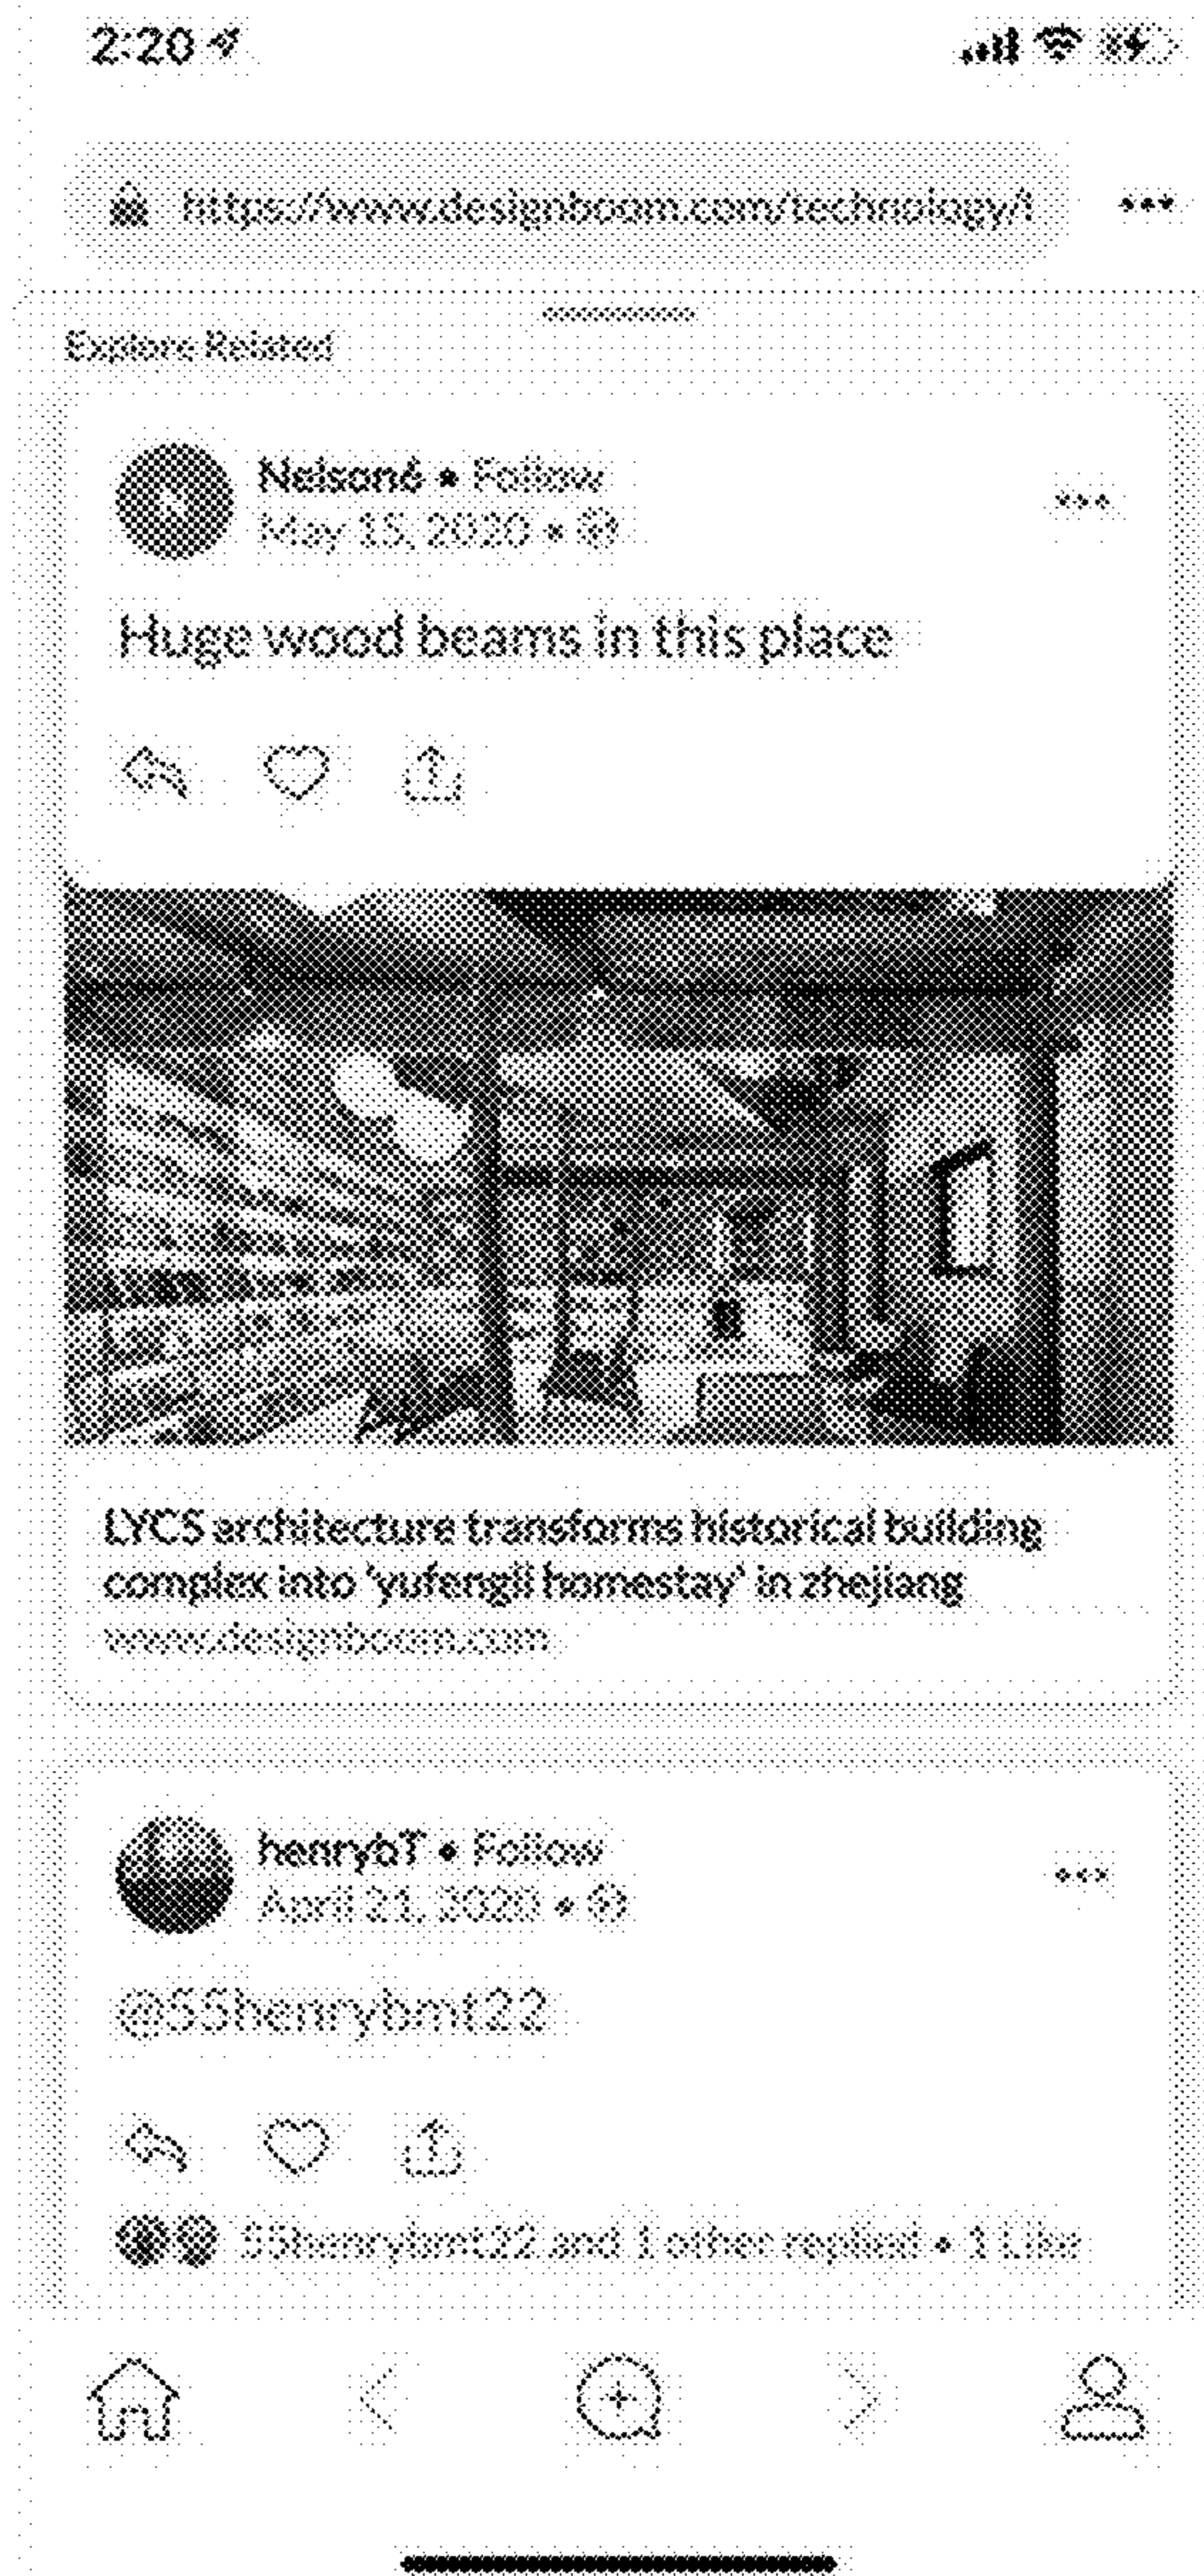 2:20
https://www.designboom.com/technology/t
Explore Related
Nelson6 • Follow
May 15, 2020 •
Huge wood beams in this place
LYCS architecture transforms historical building
complex into 'yufengli homestay' in zhejiang
www.designboom.com
henrybT • Follow
April 21, 2020 •
@55henrybmt22
55henrybmt22 and 1 other replied • 1 Like